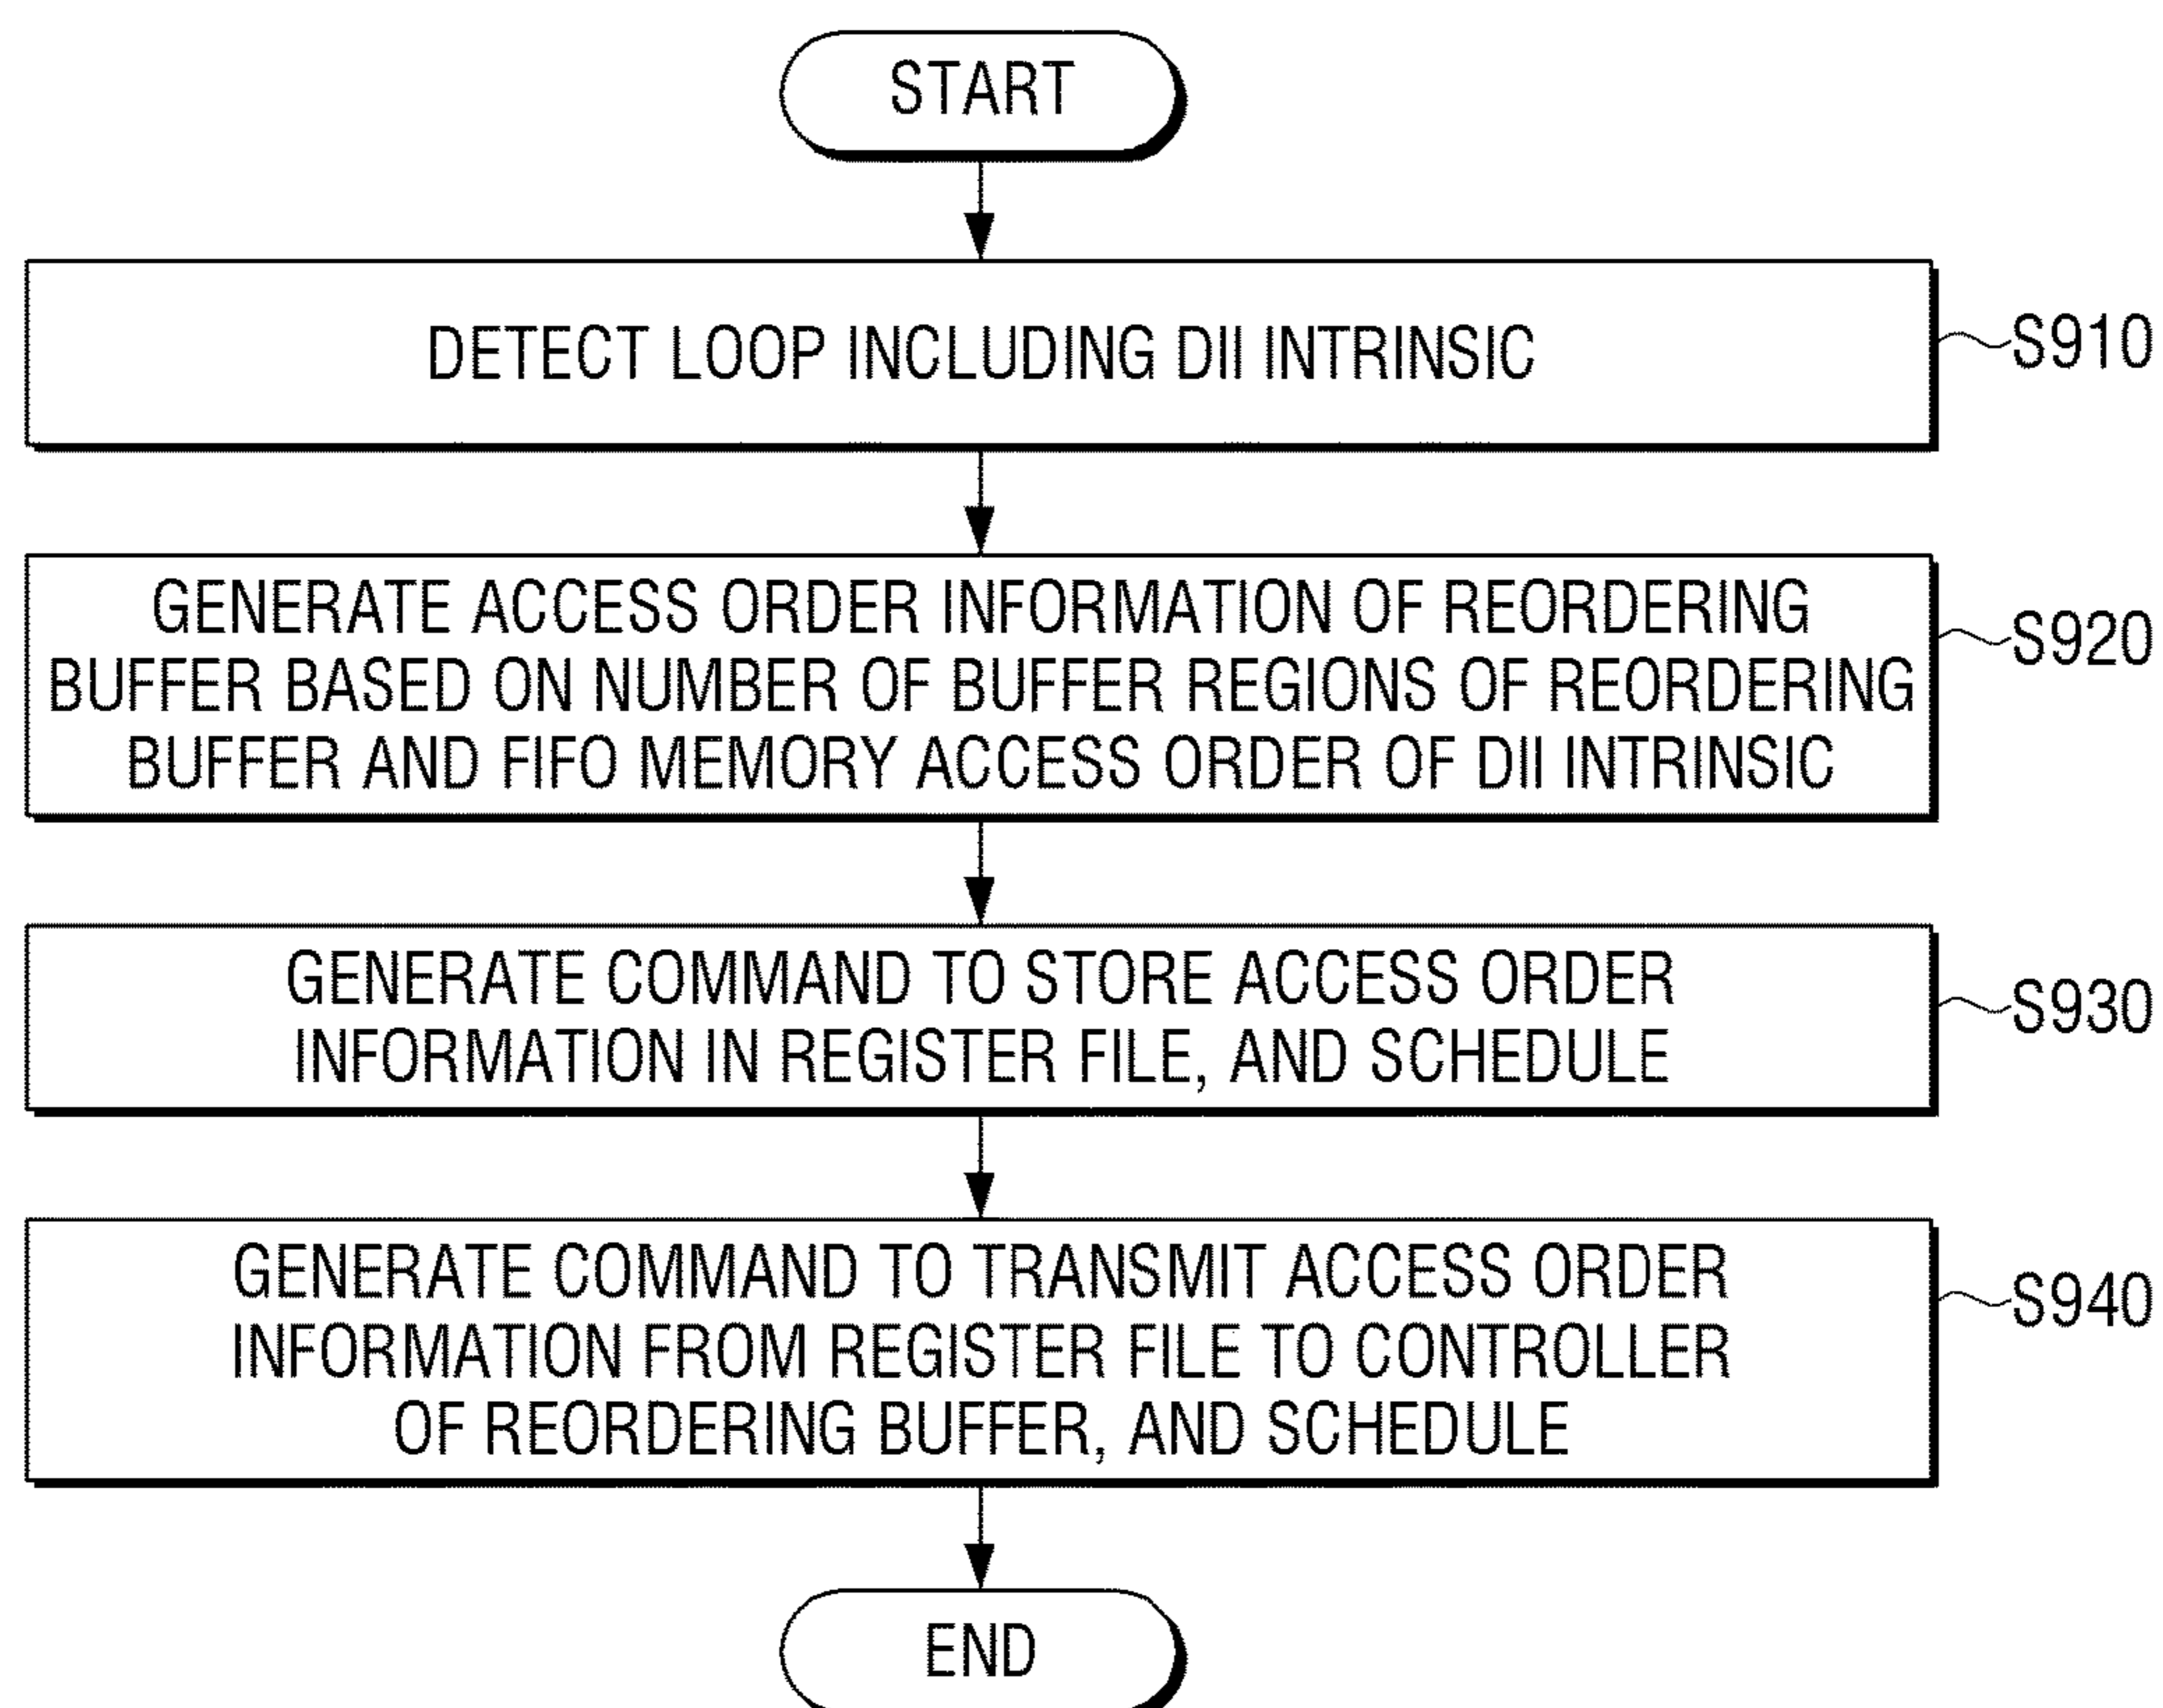 START
DETECT LOOP INCLUDING DII INTRINSIC
S910
GENERATE ACCESS ORDER INFORMATION OF REORDERING
BUFFER BASED ON NUMBER OF BUFFER REGIONS OF REORDERING
BUFFER AND FIFO MEMORY ACCESS ORDER OF DII INTRINSIC
S920
GENERATE COMMAND TO STORE ACCESS ORDER
INFORMATION IN REGISTER FILE, AND SCHEDULE
S930
GENERATE COMMAND TO TRANSMIT ACCESS ORDER
INFORMATION FROM REGISTER FILE TO CONTROLLER
OF REORDERING BUFFER, AND SCHEDULE
S940
END